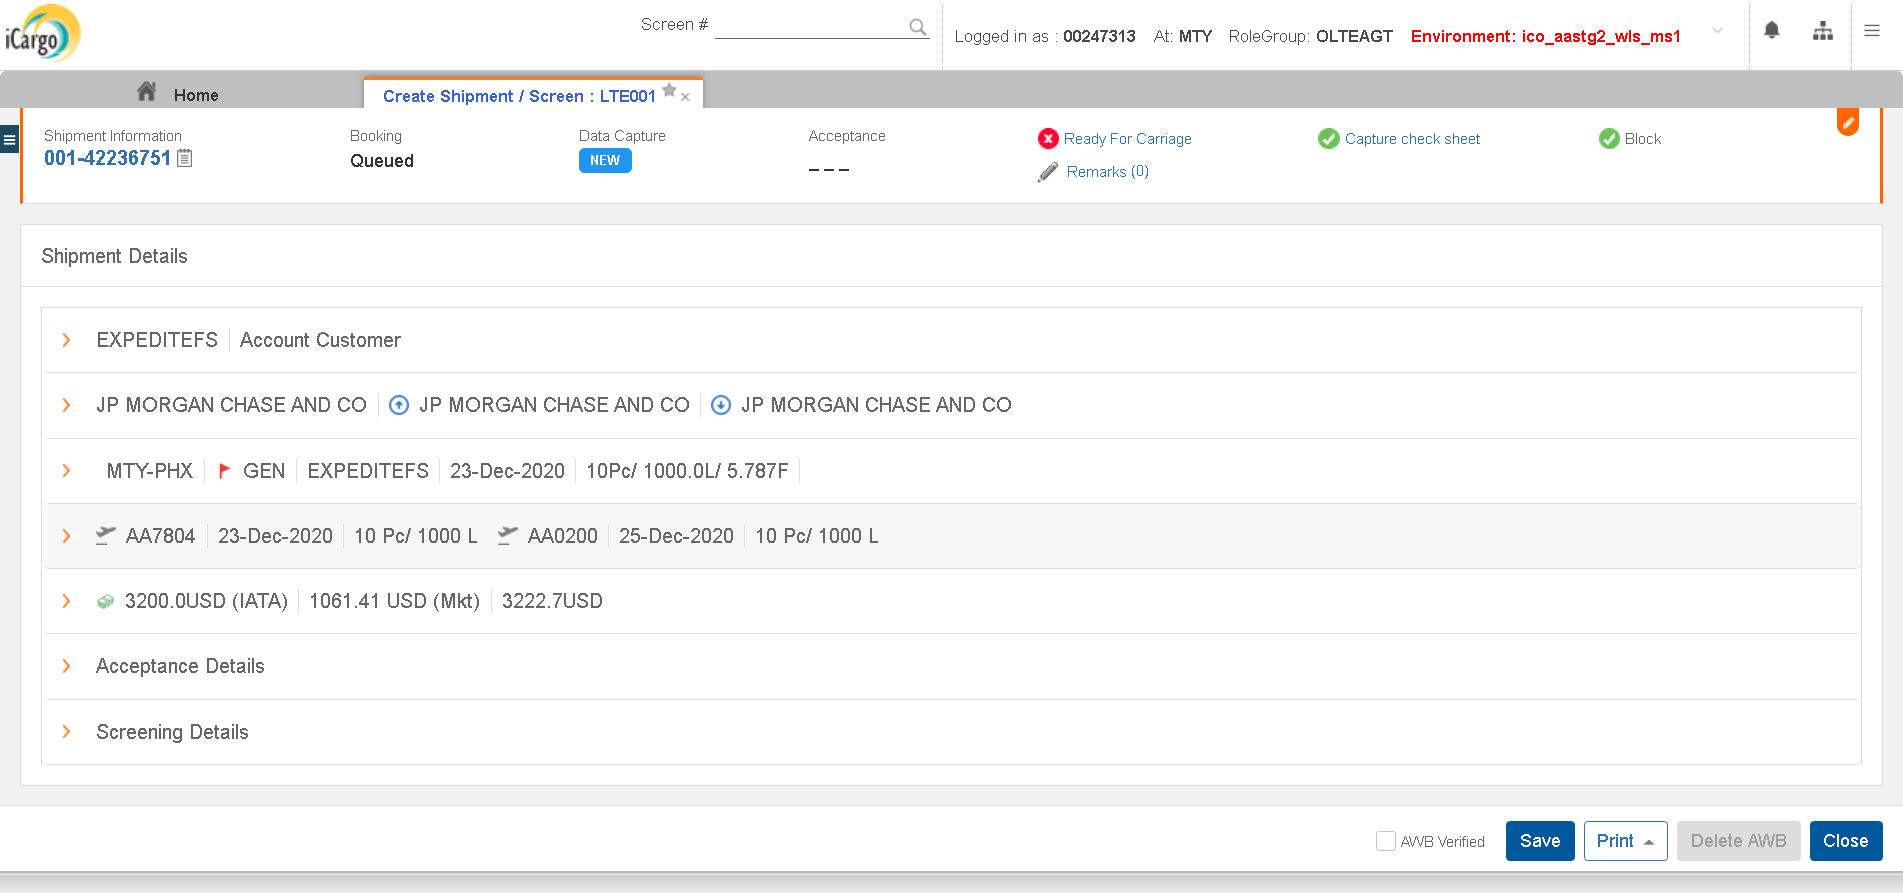 iCargo
Screen #
Logged in as : 00247313 At: MTY RoleGroup: OLTEAGT Environment: ico_aastg2_wls_ms1
Home
Create Shipment / Screen : LTE001
Shipment Information
001-42236751
Booking
Queued
Data Capture
NEW
Acceptance
---
Ready For Carriage
Remarks (0)
Capture check sheet
Block
Shipment Details
EXPEDITEFS Account Customer
JP MORGAN CHASE AND CO JP MORGAN CHASE AND CO JP MORGAN CHASE AND CO
MTY-PHX GEN EXPEDITEFS 23-Dec-2020 10Pc/ 1000.0L/ 5.787F
AA7804 23-Dec-2020 10 Pc/ 1000 L AA0200 25-Dec-2020 10 Pc/ 1000 L
3200.0USD (IATA) 1061.41 USD (Mkt) 3222.7USD
Acceptance Details
Screening Details
AWB Verified Save Print Delete AWB Close